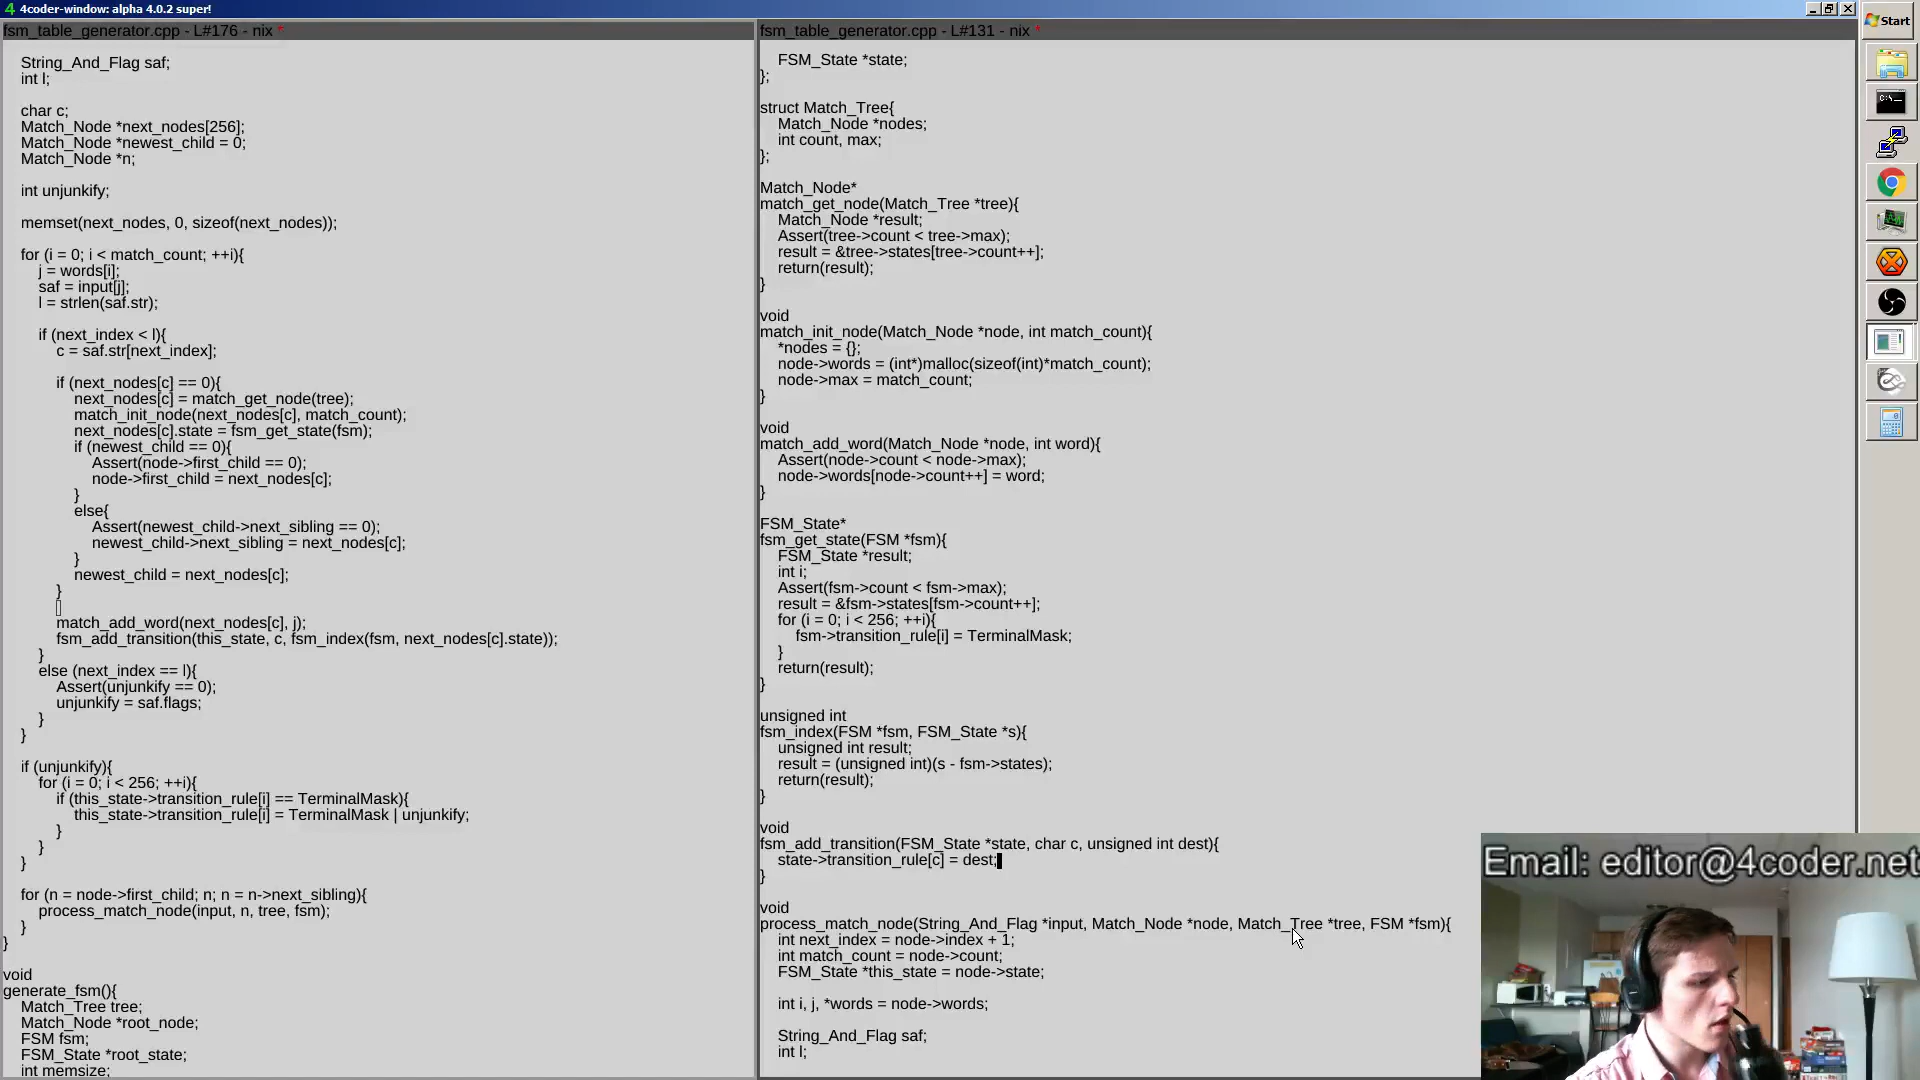 4coder-window: alpha 4.0.2 super!
fsm_table_generator.cpp - L#176 - nix *
String_And_Flag saf;
int l;
char c;
Match_Node *next_nodes[256];
Match_Node *newest_child = 0;
Match_Node *n;
int unjunkify;
memset(next_nodes, 0, sizeof(next_nodes));
for (i = 0; i < match_count; ++i){
j = words[i];
saf = input[j];
l = strlen(saf.str);
if (next_index < l){
c = saf.str[next_index];
if (next_nodes[c] == 0){
next_nodes[c] = match_get_node(tree);
match_init_node(next_nodes[c], match_count);
next_nodes[c].state = fsm_get_state(fsm);
if (newest_child == 0){
Assert(node->first_child == 0);
node->first_child = next_nodes[c];
}
else{
Assert(newest_child->next_sibling == 0);
newest_child->next_sibling = next_nodes[c];
}
newest_child = next_nodes[c];
}
match_add_word(next_nodes[c], j);
fsm_add_transition(this_state, c, fsm_index(fsm, next_nodes[c].state));
}
else (next_index == l){
Assert(unjunkify == 0);
unjunkify = saf.flags;
}
}
if (unjunkify){
for (i = 0; i < 256; ++i){
if (this_state->transition_rule[i] == TerminalMask){
this_state->transition_rule[i] = TerminalMask | unjunkify;
}
}
}
for (n = node->first_child; n; n = n->next_sibling){
process_match_node(input, n, tree, fsm);
}
}
void
generate_fsm(){
Match_Tree tree;
Match_Node *root_node;
FSM fsm;
FSM_State *root_state;
int memsize;
fsm_table_generator.cpp - L#131 - nix *
FSM_State *state;
};
struct Match_Tree{
Match_Node *nodes;
int count, max;
};
Match_Node*
match_get_node(Match_Tree *tree){
Match_Node *result;
Assert(tree->count < tree->max);
result = &tree->states[tree->count++];
return(result);
}
void
match_init_node(Match_Node *node, int match_count){
*nodes = {};
node->words = (int*)malloc(sizeof(int)*match_count);
node->max = match_count;
}
void
match_add_word(Match_Node *node, int word){
Assert(node->count < node->max);
node->words[node->count++] = word;
}
FSM_State*
fsm_get_state(FSM *fsm){
FSM_State *result;
int i;
Assert(fsm->count < fsm->max);
result = &fsm->states[fsm->count++];
for (i = 0; i < 256; ++i){
fsm->transition_rule[i] = TerminalMask;
}
return(result);
}
unsigned int
fsm_index(FSM *fsm, FSM_State *s){
unsigned int result;
result = (unsigned int)(s - fsm->states);
return(result);
}
void
fsm_add_transition(FSM_State *state, char c, unsigned int dest){
state->transition_rule[c] = dest;
}
void
process_match_node(String_And_Flag *input, Match_Node *node, Match_Tree *tree, FSM *fsm){
int next_index = node->index + 1;
int match_count = node->count;
FSM_State *this_state = node->state;
int i, j, *words = node->words;
String_And_Flag saf;
int l;
Start
C:\_
Email: editor@4coder.net